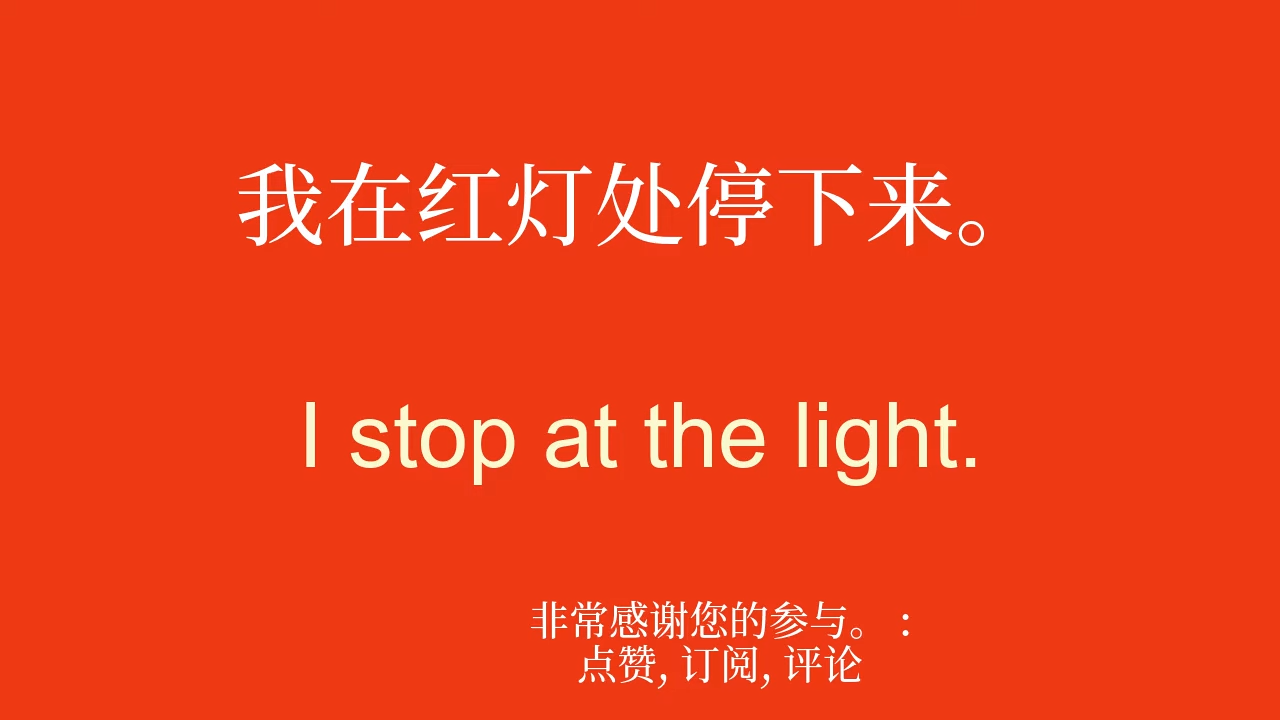 我在红灯处停下来。
I stop at the light.
非常感谢您的参与。 :
点赞, 订阅, 评论